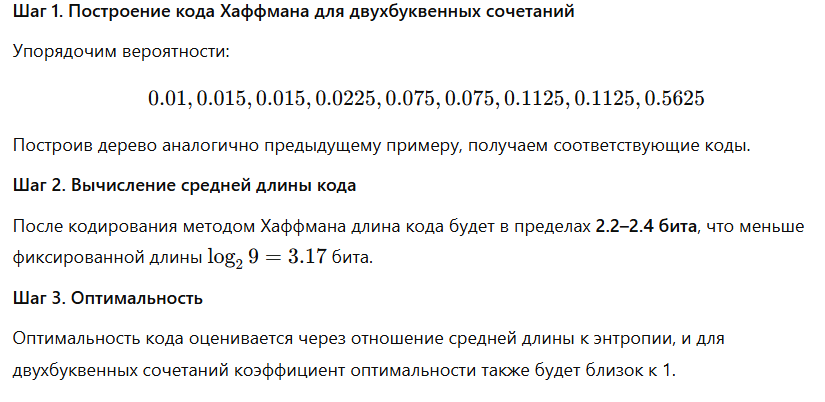 Шаг 1. Построение кода Хаффмана для двухбуквенных сочетаний
Упорядочим вероятности:
0.01, 0.015, 0.015, 0.0225, 0.075, 0.075, 0.1125, 0.1125, 0.5625
Построив дерево аналогично предыдущему примеру, получаем соответствующие коды.
Шаг 2. Вычисление средней длины кода
После кодирования методом Хаффмана длина кода будет в пределах 2.2–2.4 бита, что меньше
фиксированной длины log₂ 9 = 3.17 бита.
Шаг 3. Оптимальность
Оптимальность кода оценивается через отношение средней длины к энтропии, и для
двухбуквенных сочетаний коэффициент оптимальности также будет близок к 1.